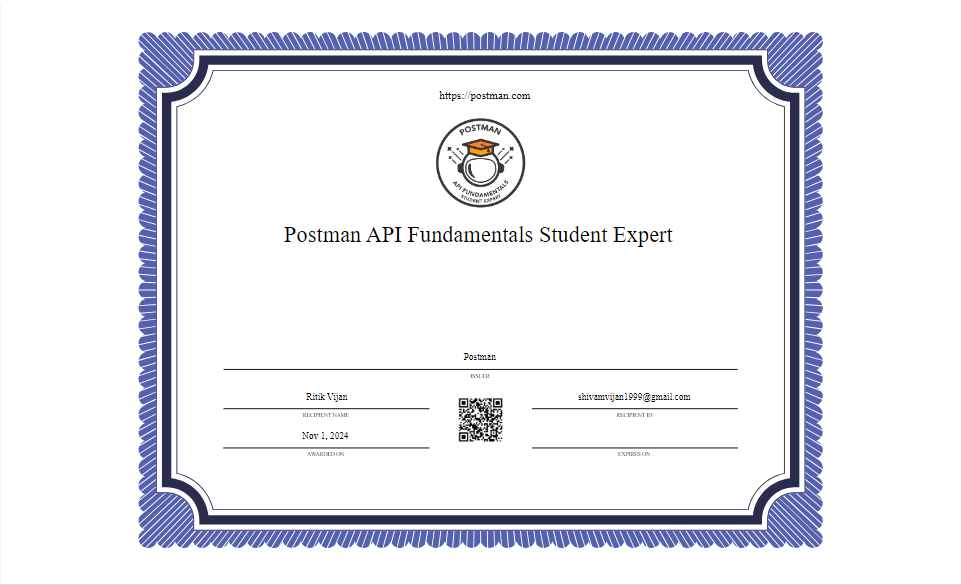 https://postman.com
POSTMAN
API FUNDAMENTALS
STUDENT EXPERT
Postman API Fundamentals Student Expert
Postman
ISSUER
Ritik Vijan
RECIPIENT NAME
shivamvijan1999@gmail.com
RECIPIENT ID
Nov 1, 2024
AWARDED ON
EXPIRES ON